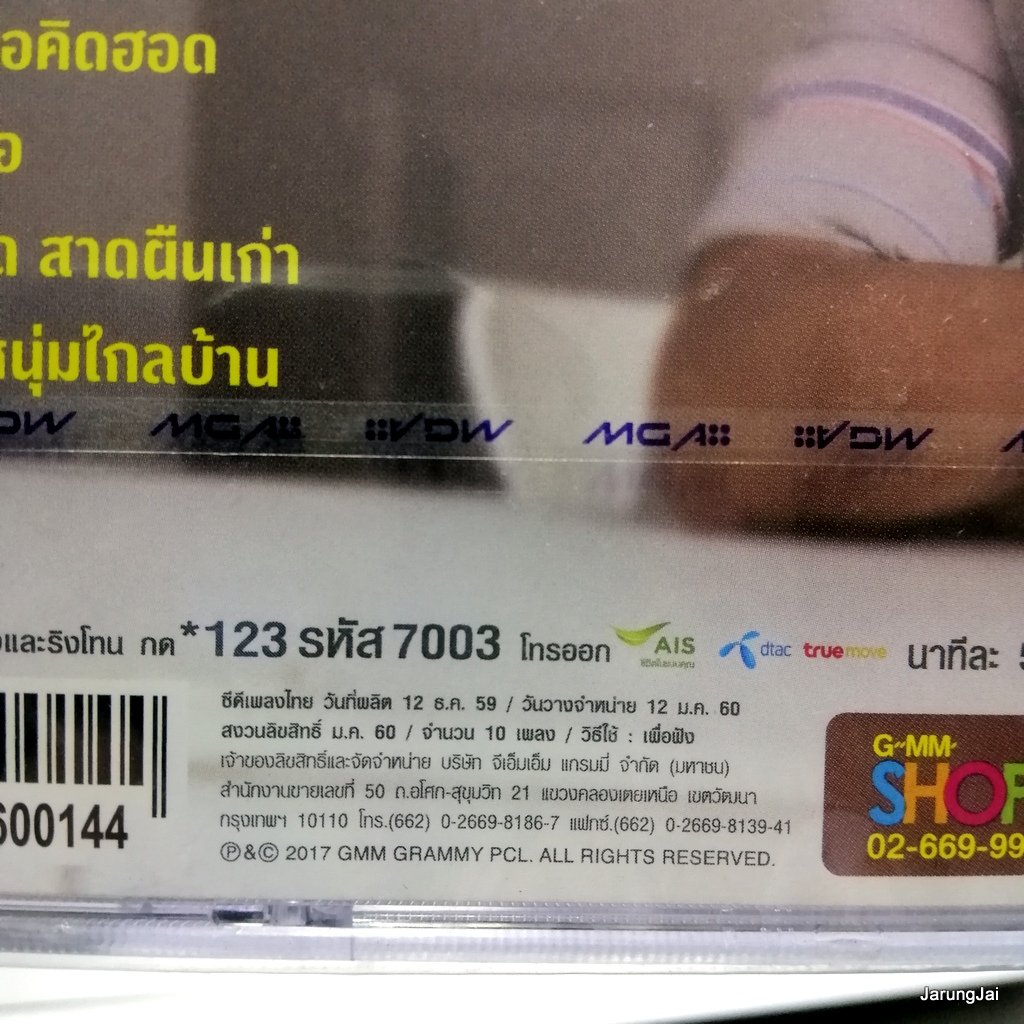 อคิดฮอด
อ
ด สาดผืนเก่า
หนุ่มไกลบ้าน
MGA MGA MGA MGA
และริงโทน กด *123 รหัส 7003 โทรออก AIS dtac truemove นาทีละ 5
ซีดีเพลงไทย วันที่ผลิต 12 ธ.ค. 59 / วันวางจำหน่าย 12 ม.ค. 60
สงวนลิขสิทธิ์ ม.ค. 60 / จำนวน 10 เพลง / วิธีใช้ : เพื่อฟัง
เจ้าของลิขสิทธิ์และจัดจำหน่าย บริษัท จีเอ็มเอ็ม แกรมมี่ จำกัด (มหาชน)
สำนักงานขายเลขที่ 50 ถ.อโศก-สุขุมวิท 21 แขวงคลองเตยเหนือ เขตวัฒนา
กรุงเทพฯ 10110 โทร.(662) 0-2669-8186-7 แฟกซ์.(662) 0-2669-8139-41
Ⓟ&© 2017 GMM GRAMMY PCL. ALL RIGHTS RESERVED.
600144
G~MM~
SHOP
02-669-99
JarungJai